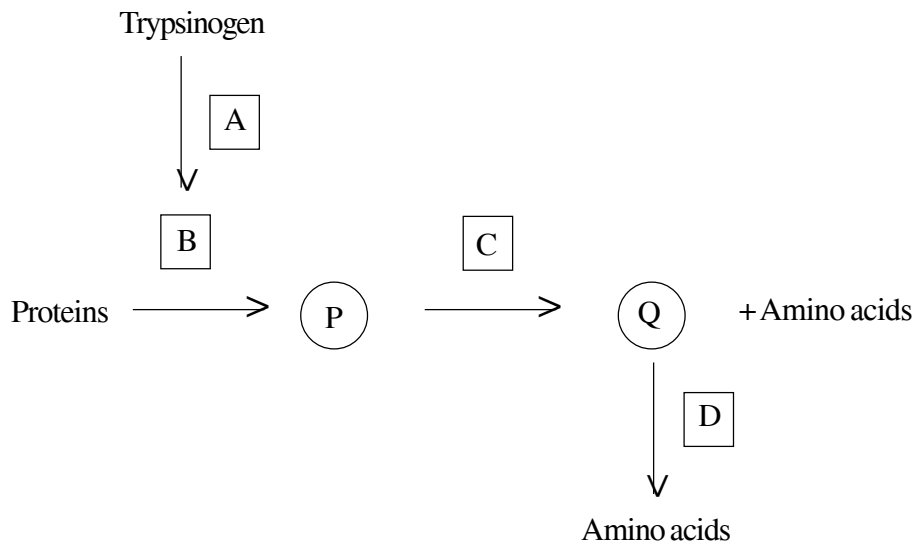 Trypsinogen
A
B
C
Proteins
P
Q
+ Amino acids
D
Amino acids